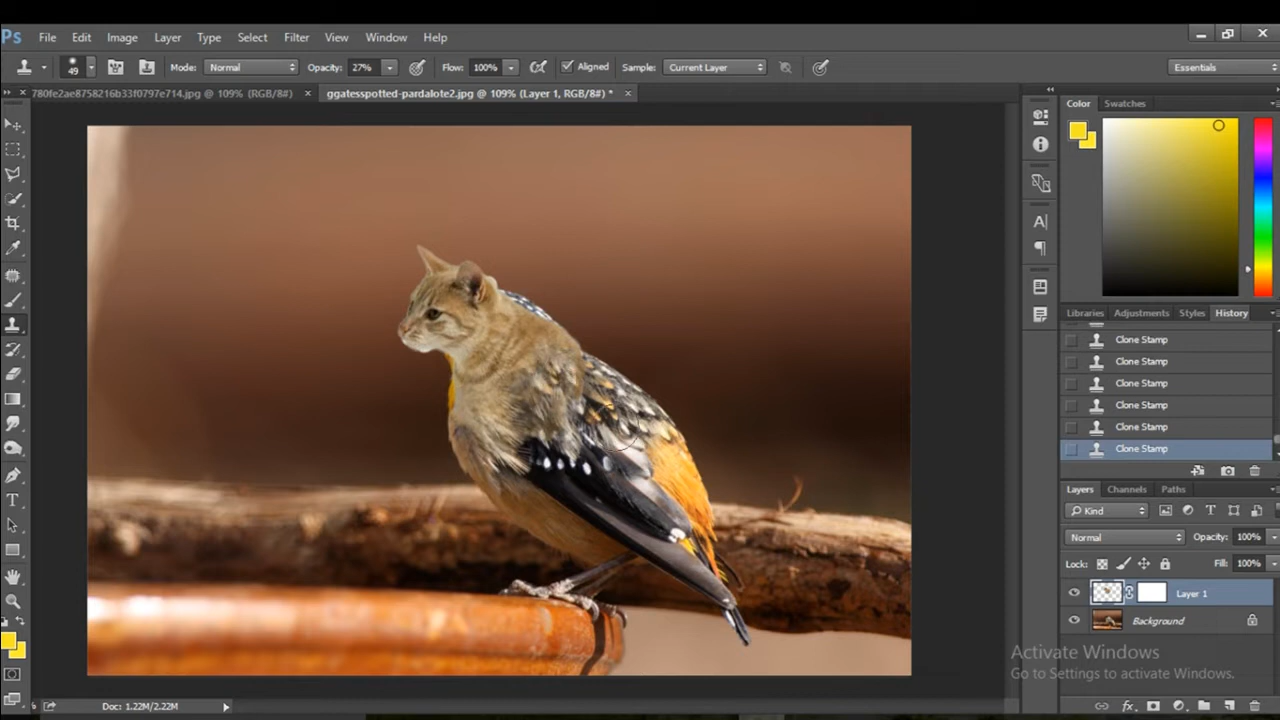 Ps File Edit Image Layer Type Select Filter View Window Help
49 Mode: Normal Opacity: 27% Flow: 100% Aligned Sample: Current Layer Essentials
780fe2ae8758216b33f0797e714.jpg @ 109% (RGB/8#) × ggatesspotted-pardalote2.jpg @ 109% (Layer 1, RGB/8#) * ×
Color Swatches
Libraries Adjustments Styles History
Clone Stamp
Clone Stamp
Clone Stamp
Clone Stamp
Clone Stamp
Clone Stamp
Layers Channels Paths
Kind
Normal Opacity: 100%
Lock: Fill: 100%
Layer 1
Background
Activate Windows
Go to Settings to activate Windows.
% Doc: 1.22M/2.22M